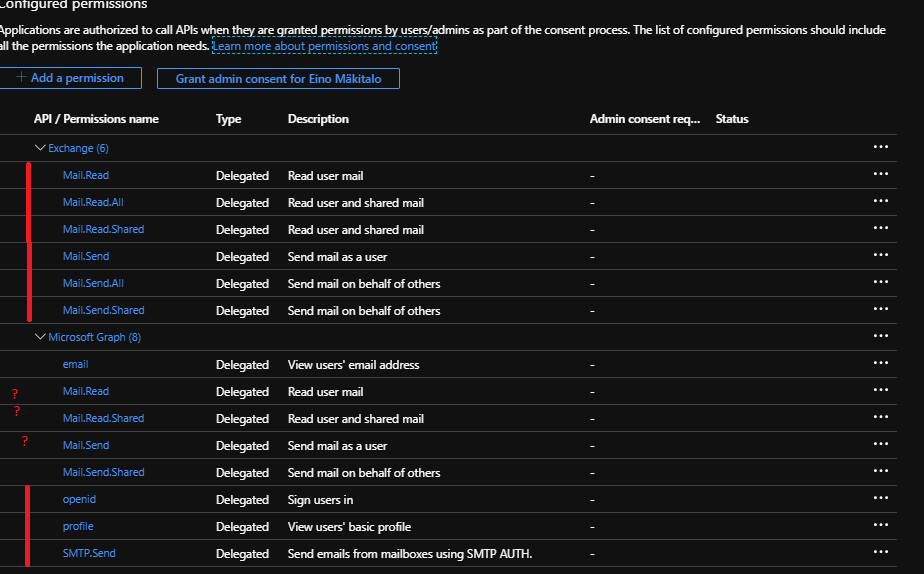 Configured permissions
Applications are authorized to call APIs when they are granted permissions by users/admins as part of the consent process. The list of configured permissions should include
all the permissions the application needs. Learn more about permissions and consent
+ Add a permission Grant admin consent for Eino Mäkitalo
API / Permissions name Type Description Admin consent req... Status
Exchange (6) ...
Mail.Read Delegated Read user mail - ...
Mail.Read.All Delegated Read user and shared mail - ...
Mail.Read.Shared Delegated Read user and shared mail - ...
Mail.Send Delegated Send mail as a user - ...
Mail.Send.All Delegated Send mail on behalf of others - ...
Mail.Send.Shared Delegated Send mail on behalf of others - ...
Microsoft Graph (8) ...
email Delegated View users' email address - ...
? Mail.Read Delegated Read user mail - ...
? Mail.Read.Shared Delegated Read user and shared mail - ...
? Mail.Send Delegated Send mail as a user - ...
Mail.Send.Shared Delegated Send mail on behalf of others - ...
openid Delegated Sign users in - ...
profile Delegated View users' basic profile - ...
SMTP.Send Delegated Send emails from mailboxes using SMTP AUTH. - ...